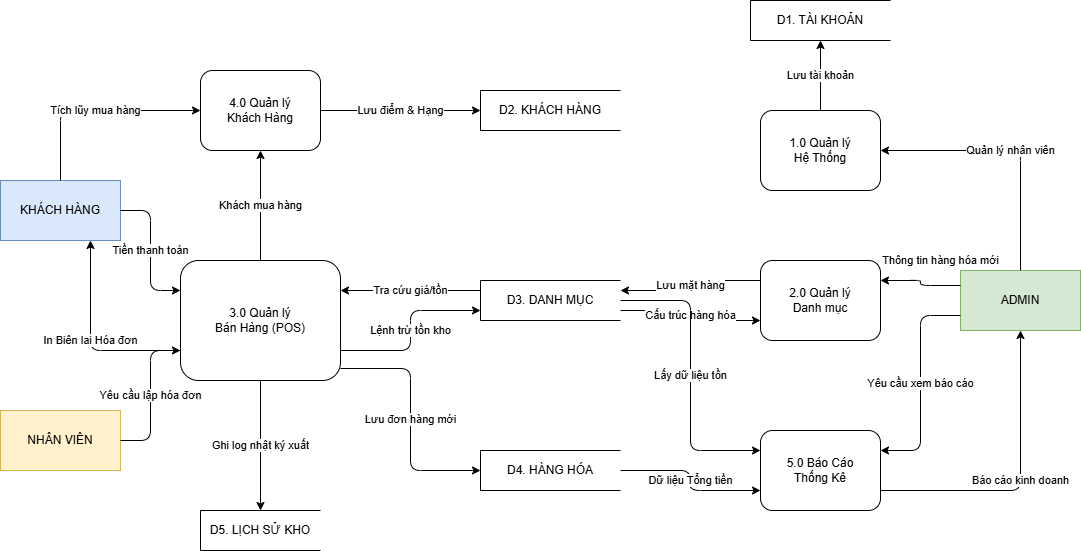 D1. TÀI KHOẢN
Lưu tài khoản
4.0 Quản lý
Khách Hàng
Tích lũy mua hàng
Lưu điểm & Hạng
D2. KHÁCH HÀNG
1.0 Quản lý
Hệ Thống
Quản lý nhân viên
KHÁCH HÀNG
Khách mua hàng
Tiền thanh toán
Thông tin hàng hóa mới
3.0 Quản lý
Bán Hàng (POS)
Tra cứu giá/tồn
D3. DANH MỤC
Lưu mặt hàng
2.0 Quản lý
Danh mục
ADMIN
Cấu trúc hàng hóa
Lệnh trừ tồn kho
In Biên lai Hóa đơn
Lấy dữ liệu tồn
Yêu cầu xem báo cáo
Yêu cầu lập hóa đơn
Lưu đơn hàng mới
NHÂN VIÊN
Ghi log nhật ký xuất
D4. HÀNG HÓA
Dữ liệu Tổng tiền
5.0 Báo Cáo
Thống Kê
Báo cáo kinh doanh
D5. LỊCH SỬ KHO